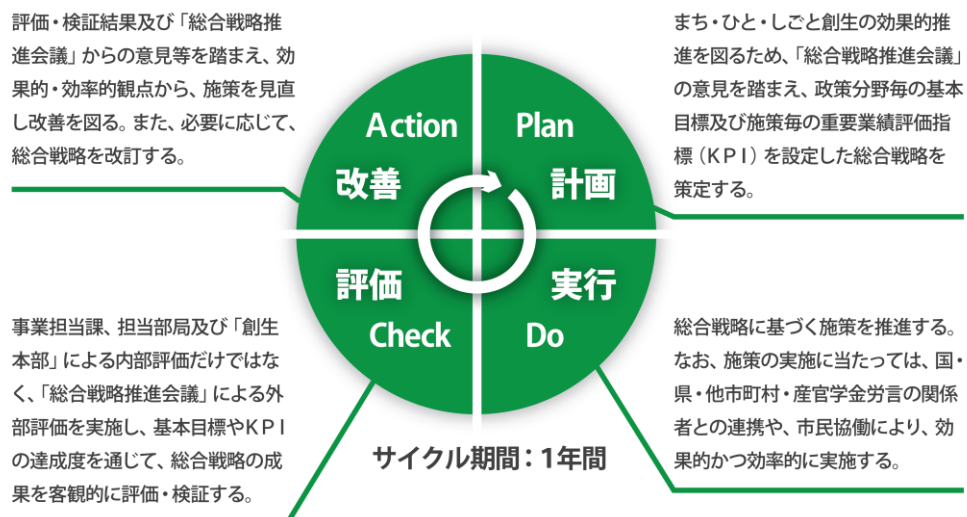 評価・検証結果及び「総合戦略推
進会議」からの意見等を踏まえ、効
果的・効率的観点から、施策を見直
し改善を図る。また、必要に応じて、
総合戦略を改訂する。
まち・ひと・しごと創生の効果的推
進を図るため、「総合戦略推進会議」
の意見を踏まえ、政策分野毎の基本
目標及び施策毎の重要業績評価指
標（ＫＰＩ）を設定した総合戦略を
策定する。
Action
改善
Plan
計画
評価
Check
実行
Do
事業担当課、担当部局及び「創生
本部」による内部評価だけではな
く、「総合戦略推進会議」による外
部評価を実施し、基本目標やＫＰＩ
の達成度を通じて、総合戦略の成
果を客観的に評価・検証する。
総合戦略に基づく施策を推進する。
なお、施策の実施に当たっては、国・
県・他市町村・産官学金労言の関係
者との連携や、市民協働により、効
果的かつ効率的に実施する。
サイクル期間：1年間